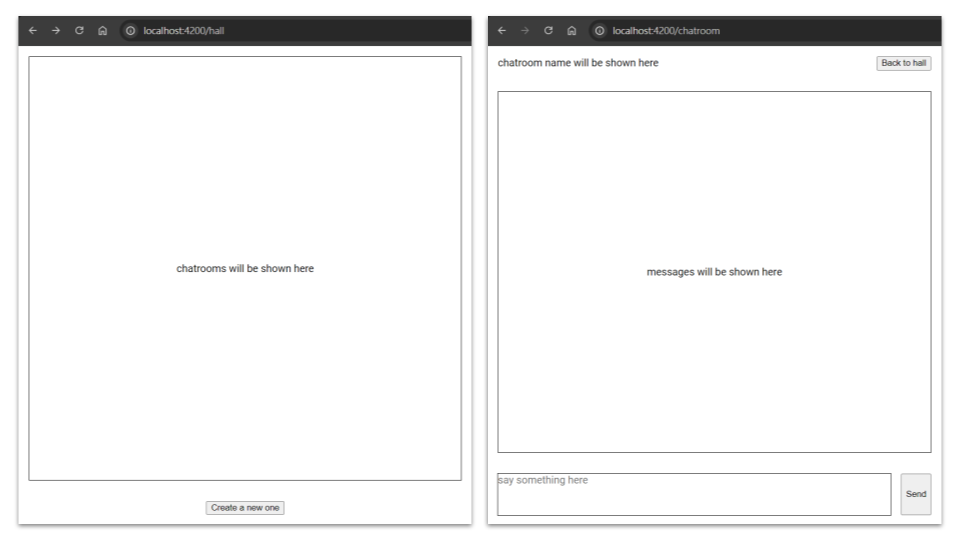 localhost:4200/hall
chatrooms will be shown here
Create a new one
localhost:4200/chatroom
chatroom name will be shown here
Back to hall
messages will be shown here
say something here
Send